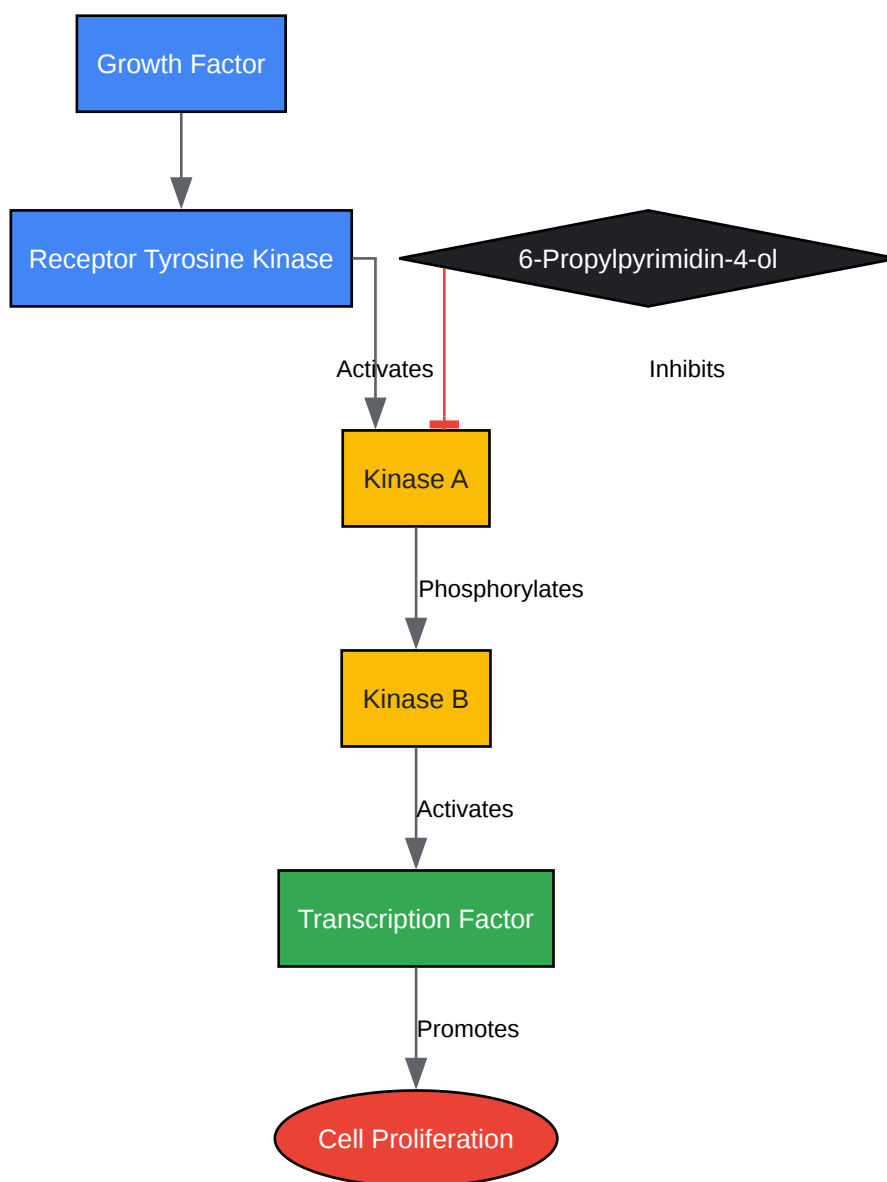 Growth Factor
Receptor Tyrosine Kinase
6-Propylpyrimidin-4-ol
Activates
Inhibits
Kinase A
Phosphorylates
Kinase B
Activates
Transcription Factor
Promotes
Cell Proliferation